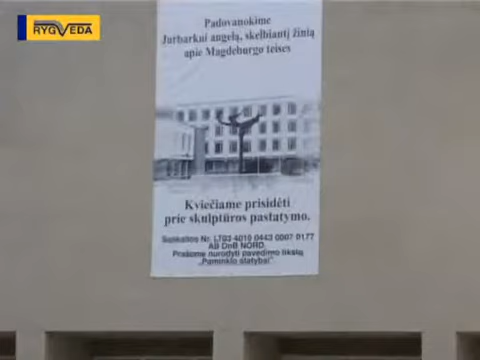 RYGVEDA
Padovanokime
Jurbarkui angelą, skelbiantį žinią
apie Magdeburgo teises
Kviečiame prisidėti
prie skulptūros pastatymo.
Sąskaitos Nr. LT03 4010 0443 0007 0177
AB DnB NORD.
Prašome nurodyti pavedimo tikslą
„Paminklo statybai"